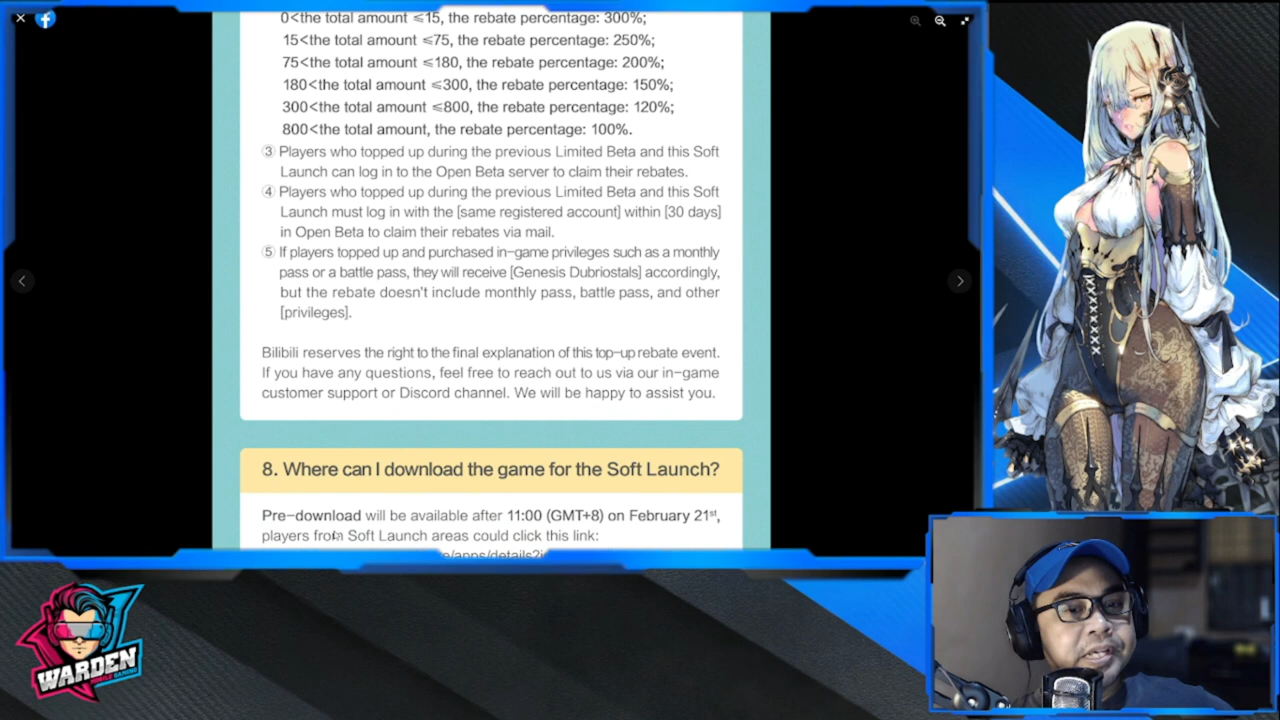 0<the total amount ≤15, the rebate percentage: 300%;
15<the total amount ≤75, the rebate percentage: 250%;
75<the total amount ≤180, the rebate percentage: 200%;
180<the total amount ≤300, the rebate percentage: 150%;
300<the total amount ≤800, the rebate percentage: 120%;
800<the total amount, the rebate percentage: 100%.
③ Players who topped up during the previous Limited Beta and this Soft
Launch can log in to the Open Beta server to claim their rebates.
④ Players who topped up during the previous Limited Beta and this Soft
Launch must log in with the [same registered account] within [30 days]
in Open Beta to claim their rebates via mail.
⑤ If players topped up and purchased in-game privileges such as a monthly
pass or a battle pass, they will receive [Genesis Dubriostals] accordingly,
but the rebate doesn't include monthly pass, battle pass, and other
[privileges].
Bilibili reserves the right to the final explanation of this top-up rebate event.
If you have any questions, feel free to reach out to us via our in-game
customer support or Discord channel. We will be happy to assist you.
8. Where can I download the game for the Soft Launch?
Pre-download will be available after 11:00 (GMT+8) on February 21st,
players from Soft Launch areas could click this link:
e/apps/details?i
WARDEN
MOBILE GAMING